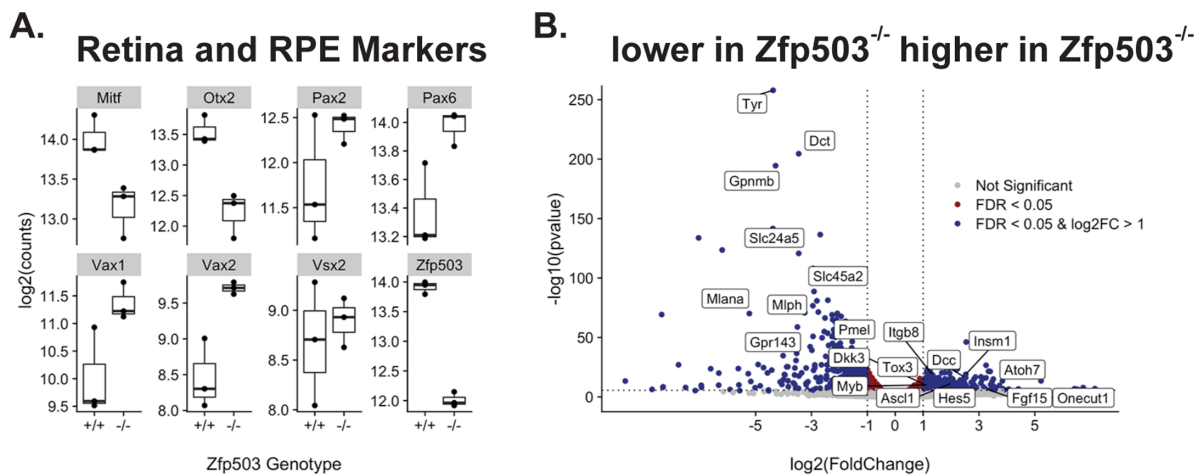 A.
Retina and RPE Markers
Mitf Otx2 Pax2 Pax6
14.0
13.0
13.5
13.0
12.5
12.0
12.5
12.0
11.5
14.0
13.8
13.6
13.4
13.2
log2(counts)
Vax1 Vax2 Vsx2 Zfp503
11.5
11.0
10.5
10.0
9.5
9.5
9.0
8.5
8.0
9.0
8.5
8.0
14.0
13.5
13.0
12.5
12.0
+/+ -/- +/+ -/- +/+ -/- +/+ -/-
Zfp503 Genotype
B.
lower in Zfp503-/- higher in Zfp503-/-
250
200
150
100
50
0
-log10(pvalue)
Tyr
Dct
Gpnmb
Slc24a5
Slc45a2
Mlana
Mlph
Gpr143
Pmel
Itgb8
Insm1
Dkk3
Tox3
Dcc
Atoh7
Myb
Ascl1
Hes5
Fgf15
Onecut1
Not Significant
FDR < 0.05
FDR < 0.05 & log2FC > 1
-5 -3 -1 0 1 3 5
log2(FoldChange)